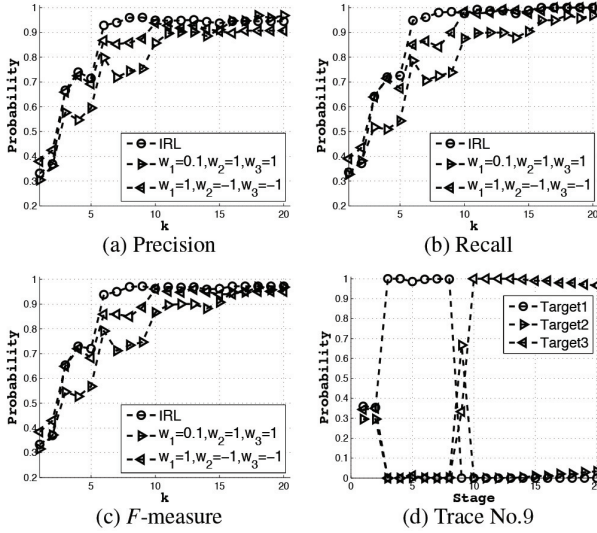 Probability
1
0.9
0.8
0.7
0.6
0.5
0.4
0.3
0.2
5
10
15
20
k
IRL
w1=0.1,w2=1,w3=1
w1=1,w2=−1,w3=−1
(a) Precision
Probability
1
0.9
0.8
0.7
0.6
0.5
0.4
0.3
0.2
5
10
15
20
k
IRL
w1=0.1,w2=1,w3=1
w1=1,w2=−1,w3=−1
(b) Recall
Probability
1
0.9
0.8
0.7
0.6
0.5
0.4
0.3
0.2
5
10
15
20
k
IRL
w1=0.1,w2=1,w3=1
w1=1,w2=−1,w3=−1
(c) F-measure
Probability
1
0.9
0.8
0.7
0.6
0.5
0.4
0.3
0.2
0.1
0
0
5
10
15
20
Stage
Target1
Target2
Target3
(d) Trace No.9